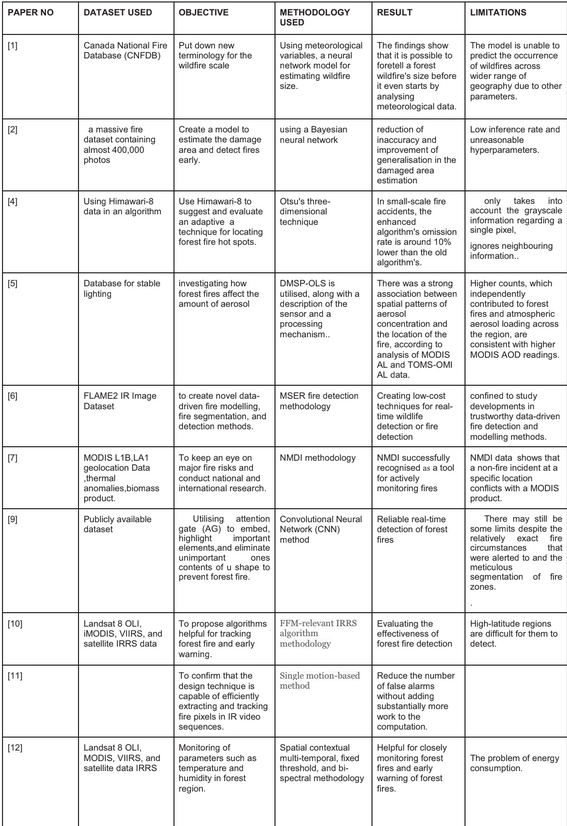 PAPER NO
DATASET USED
OBJECTIVE
METHODOLOGY
USED
RESULT
LIMITATIONS
[1]
Canada National Fire
Database (CNFDB)
Put down new
terminology for the
wildfire scale
Using meteorological
variables, a neural
network model for
estimating wildfire
size.
The findings show
that it is possible to
foretell a forest
wildfire's size before
it even starts by
analysing
meteorological data.
The model is unable to
predict the occurrence
of wildfires across
wider range of
geography due to other
parameters.
[2]
a massive fire
dataset containing
almost 400,000
photos
Create a model to
estimate the damage
area and detect fires
early.
using a Bayesian
neural network
reduction of
inaccuracy and
improvement of
generalisation in the
damaged area
estimation
Low inference rate and
unreasonable
hyperparameters.
[4]
Using Himawari-8
data in an algorithm
Use Himawari-8 to
suggest and evaluate
an adaptive a
technique for locating
forest fire hot spots.
Otsu's three-
dimensional
technique
In small-scale fire
accidents, the
enhanced
algorithm's omission
rate is around 10%
lower than the old
algorithm's.
only takes into
account the grayscale
information regarding a
single pixel,
ignores neighbouring
information..
[5]
Database for stable
lighting
investigating how
forest fires affect the
amount of aerosol
DMSP-OLS is
utilised, along with a
description of the
sensor and a
processing
mechanism..
There was a strong
association between
spatial patterns of
aerosol
concentration and
the location of the
fire, according to
analysis of MODIS
AL and TOMS-OMI
AL data.
Higher counts, which
independently
contributed to forest
fires and atmospheric
aerosol loading across
the region, are
consistent with higher
MODIS AOD readings.
[6]
FLAME2 IR Image
Dataset
to create novel data-
driven fire modelling,
fire segmentation, and
detection methods.
MSER fire detection
methodology
Creating low-cost
techniques for real-
time wildlife
detection or fire
detection
confined to study
developments in
trustworthy data-driven
fire detection and
modelling methods.
[7]
MODIS L1B,LA1
geolocation Data
,thermal
anomalies,biomass
product.
To keep an eye on
major fire risks and
conduct national and
international research.
NMDI methodology
NMDI successfully
recognised as a tool
for actively
monitoring fires
NMDI data shows that
a non-fire incident at a
specific location
conflicts with a MODIS
product.
[9]
Publicly available
dataset
Utilising attention
gate (AG) to embed,
highlight important
elements,and eliminate
unimportant ones
contents of u shape to
prevent forest fire.
Convolutional Neural
Network (CNN)
method
Reliable real-time
detection of forest
fires
There may still be
some limits despite the
relatively exact fire
circumstances that
were alerted to and the
meticulous
segmentation of fire
zones.
.
[10]
Landsat 8 OLI,
iMODIS, VIIRS, and
satellite IRRS data
To propose algorithms
helpful for tracking
forest fire and early
warning.
FFM-relevant IRRS
algorithm
methodology
Evaluating the
effectiveness of
forest fire detection
High-latitude regions
are difficult for them to
detect.
[11]
To confirm that the
design technique is
capable of efficiently
extracting and tracking
fire pixels in IR video
sequences.
Single motion-based
method
Reduce the number
of false alarms
without adding
substantially more
work to the
computation.
[12]
Landsat 8 OLI,
MODIS, VIIRS, and
satellite data IRRS
Monitoring of
parameters such as
temperature and
humidity in forest
region.
Spatial contextual
multi-temporal, fixed
threshold, and bi-
spectral methodology
Helpful for closely
monitoring forest
fires and early
warning of forest
fires.
The problem of energy
consumption.